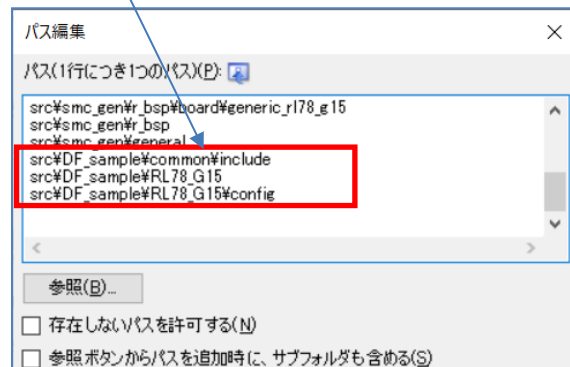 パス編集
パス(1行につき1つのパス)(P):
src¥smc_gen¥r_bsp¥board¥generic_rl78_g15
src¥smc_gen¥r_bsp
src¥smc_gen¥general
src¥DF_sample¥common¥include
src¥DF_sample¥RL78_G15
src¥DF_sample¥RL78_G15¥config
参照(B)...
存在しないパスを許可する(N)
参照ボタンからパスを追加時に、サブフォルダも含める(S)